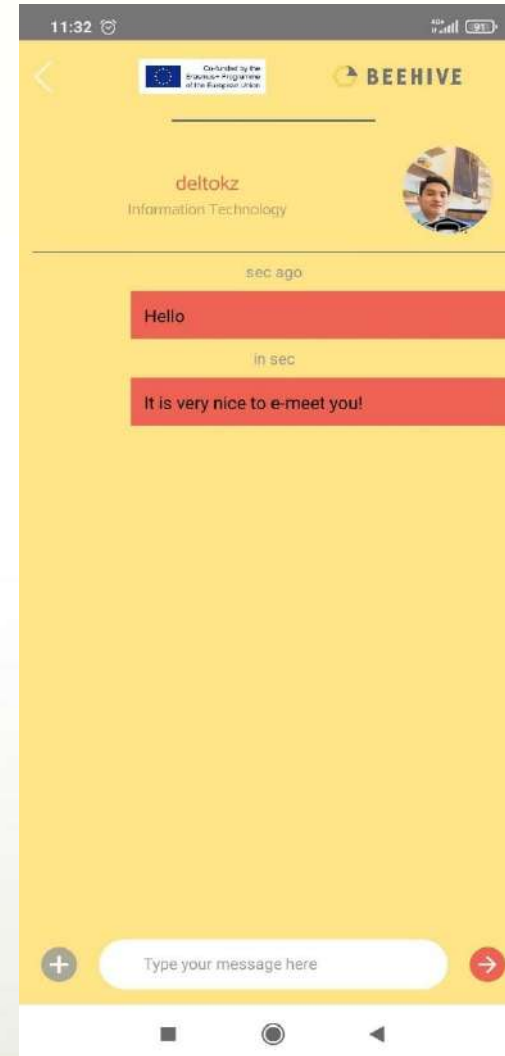 11:32
91
Co-funded by the
Erasmus+ Programme
of the European Union
BEEHIVE
deltokz
Information Technology
sec ago
Hello
in sec
It is very nice to e-meet you!
Type your message here